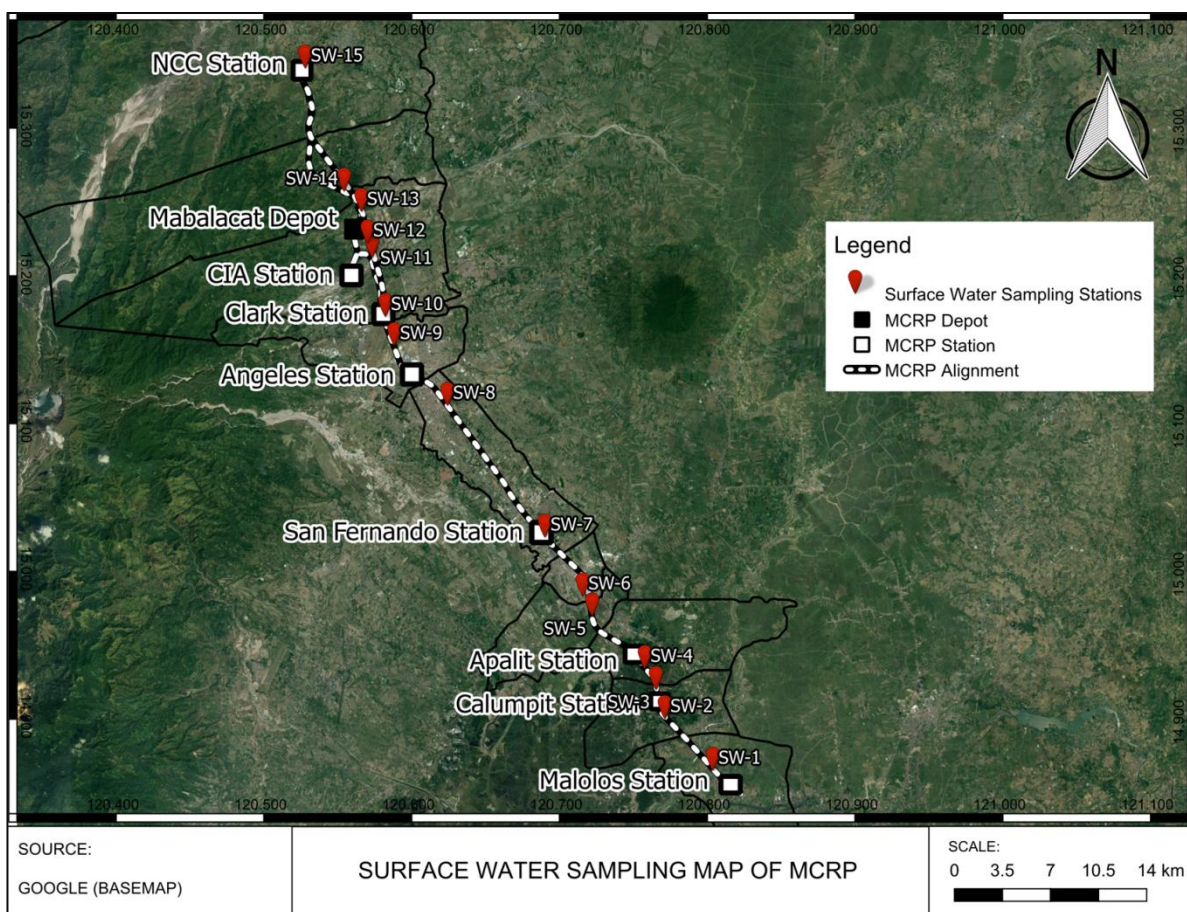 120.400 120.500 120.600 120.700 120.800 120.900 121.000 121.100
SW-15
NCC Station
N
15.300
15.300
SW-14
SW-13
Mabalacat Depot
SW-12
SW-11
CIA Station
15.200
15.200
SW-10
Clark Station
SW-9
Angeles Station
SW-8
15.100
15.100
Legend
Surface Water Sampling Stations
MCRP Depot
MCRP Station
MCRP Alignment
SW-7
San Fernando Station
15.000
15.000
SW-6
SW-5
SW-4
Apalit Station
SW-3
SW-2
Calumpit Station
14.900
14.900
SW-1
Malolos Station
120.400 120.500 120.600 120.700 120.800 120.900 121.000 121.100
SOURCE:
GOOGLE (BASEMAP)
SURFACE WATER SAMPLING MAP OF MCRP
SCALE:
0 3.5 7 10.5 14 km